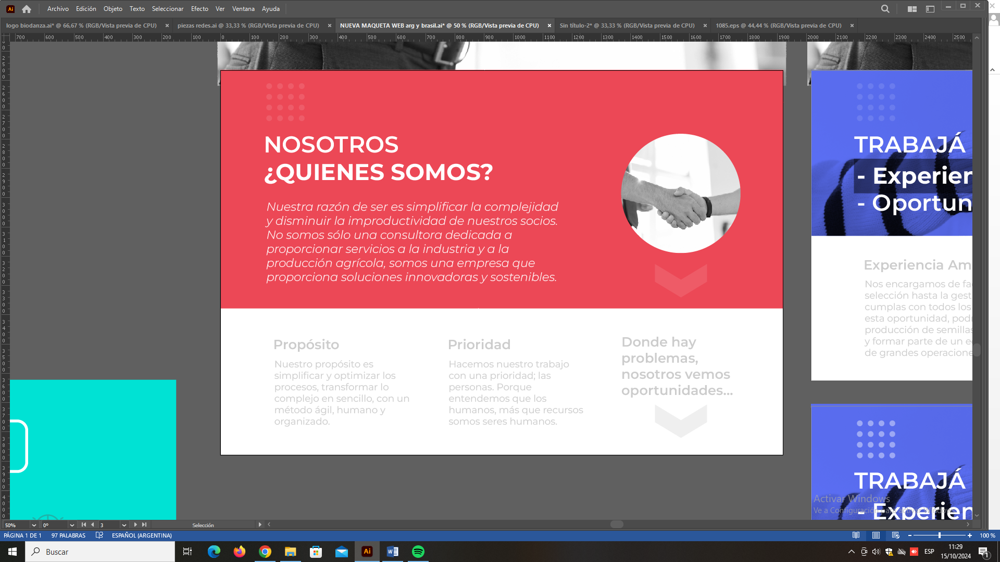 Ai Archivo Edición Objeto Texto Seleccionar Efecto Ver Ventana Ayuda
logo biodanza.ai* @ 66,67 % (RGB/Vista previa de CPU) × piezas redes.ai @ 33,33 % (RGB/Vista previa de CPU) × NUEVA MAQUETA WEB arg y brasil.ai* @ 50 % (RGB/Vista previa de CPU) × Sin título-2* @ 33,33 % (RGB/Vista previa de CPU) × 1085.eps @ 44,44 % (RGB/Vista previa de CPU) ×
700 600 500 400 300 200 100 0 100 200 300 400 500 600 700 800 900 1000 1100 1200 1300 1400 1500 1600 1700 1800 1900 2000 2100 2200 2300 2400 2500
NOSOTROS
¿QUIENES SOMOS?
Nuestra razón de ser es simplificar la complejidad
y disminuir la improductividad de nuestros socios.
No somos sólo una consultora dedicada a
proporcionar servicios a la industria y a la
producción agrícola, somos una empresa que
proporciona soluciones innovadoras y sostenibles.
Propósito
Nuestro propósito es
simplificar y optimizar los
procesos, transformar lo
complejo en sencillo, con un
método ágil, humano y
organizado.
Prioridad
Hacemos nuestro trabajo
con una prioridad; las
personas. Porque
entendemos que los
humanos, más que recursos
somos seres humanos.
Donde hay
problemas,
nosotros vemos
oportunidades...
TRABAJÁ
- Experien
- Oportun
Experiencia Am
Nos encargamos de fa
selección hasta la gest
cumplas con todos los
esta oportunidad, pod
producción de semillas
y formar parte de un e
de grandes operacione
TRABAJÁ
- Experien
Activar Windows
Ve a Configuración para activar Windows.
50% 0º 3 Selección
PÁGINA 1 DE 1 97 PALABRAS ESPAÑOL (ARGENTINA) 100 %
Buscar
Ai
ESP
11:29
15/10/2024
1